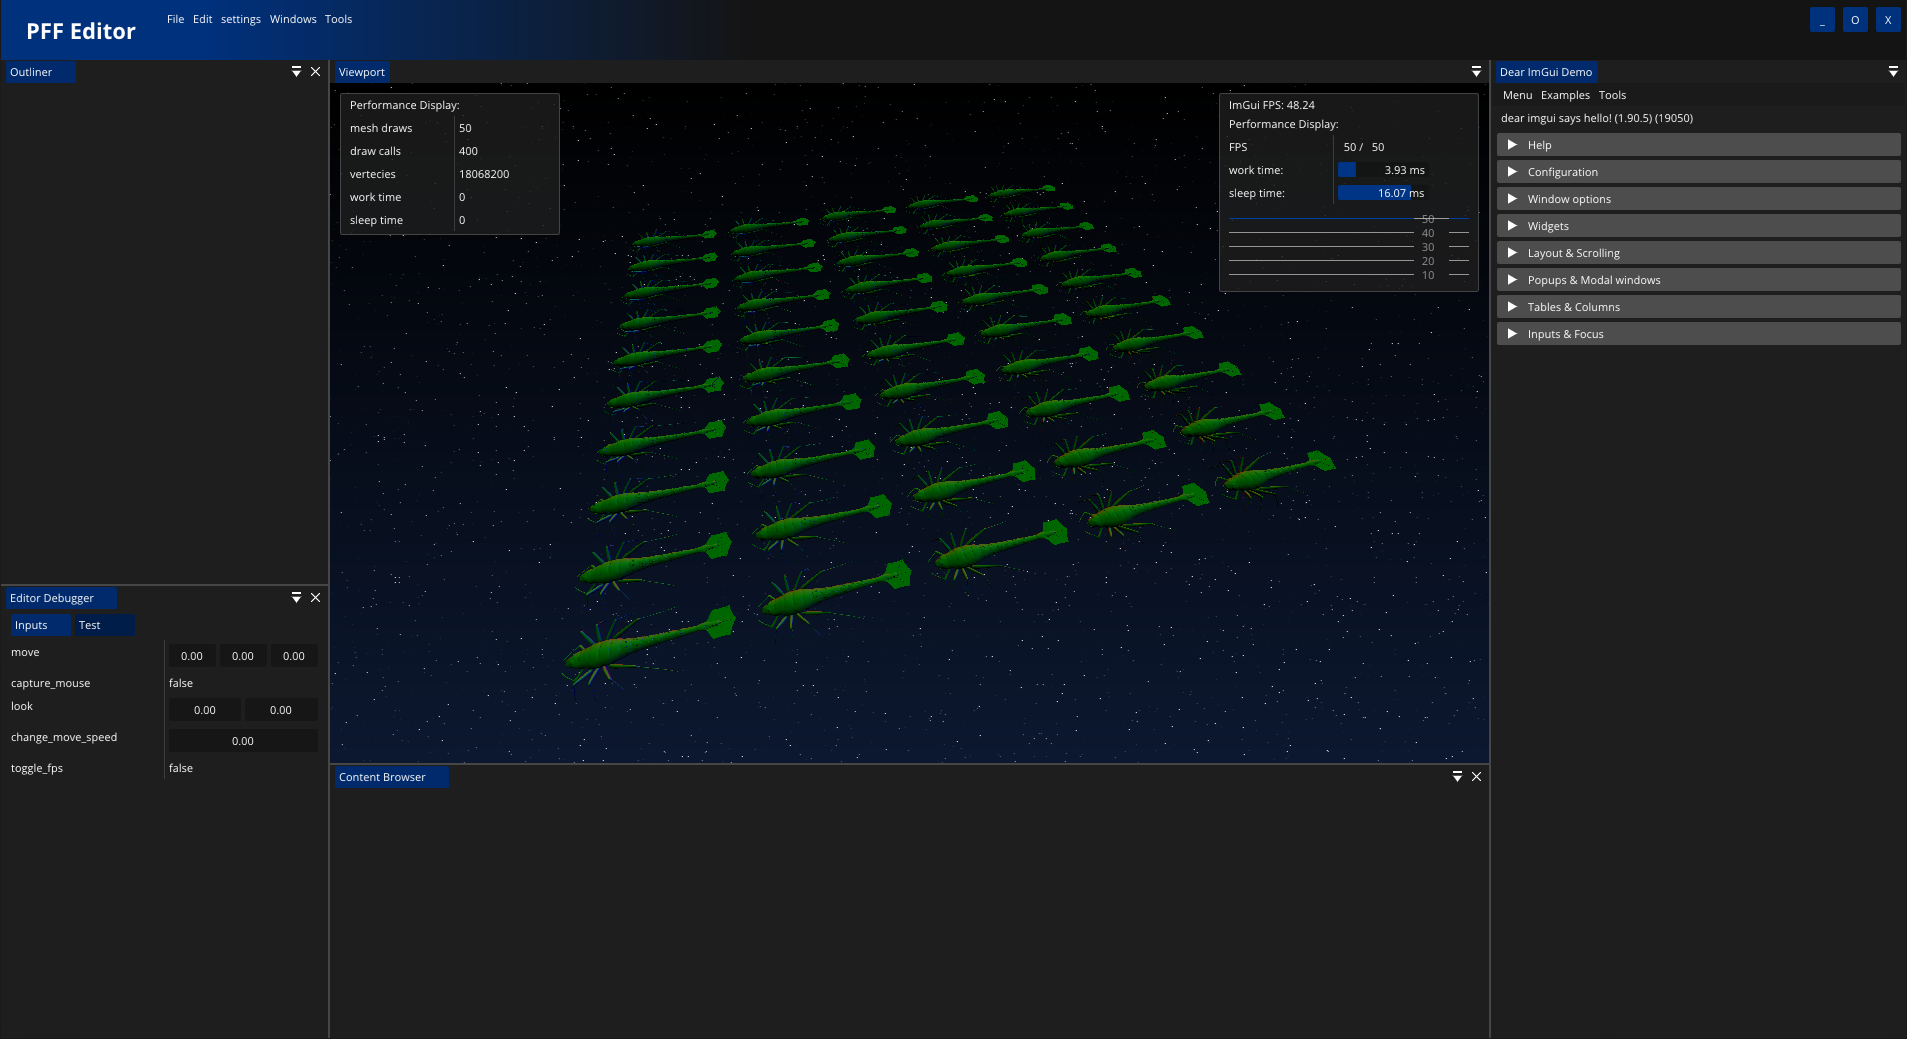 PFF Editor
File Edit settings Windows Tools
_ O X
Outliner
Viewport
Performance Display:
mesh draws 50
draw calls 400
vertecies 18068200
work time 0
sleep time 0
ImGui FPS: 48.24
Performance Display:
FPS 50 / 50
work time: 3.93 ms
sleep time: 16.07 ms
50
40
30
20
10
Dear ImGui Demo
Menu Examples Tools
dear imgui says hello! (1.90.5) (19050)
Help
Configuration
Window options
Widgets
Layout & Scrolling
Popups & Modal windows
Tables & Columns
Inputs & Focus
Editor Debugger
Inputs Test
move 0.00 0.00 0.00
capture_mouse false
look 0.00 0.00
change_move_speed 0.00
toggle_fps false
Content Browser